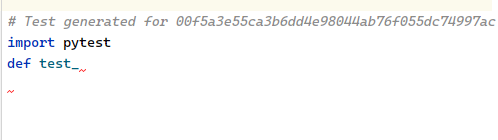 # Test generated for 00f5a3e55ca3b6dd4e98044ab76f055dc74997ac
import pytest
def test_